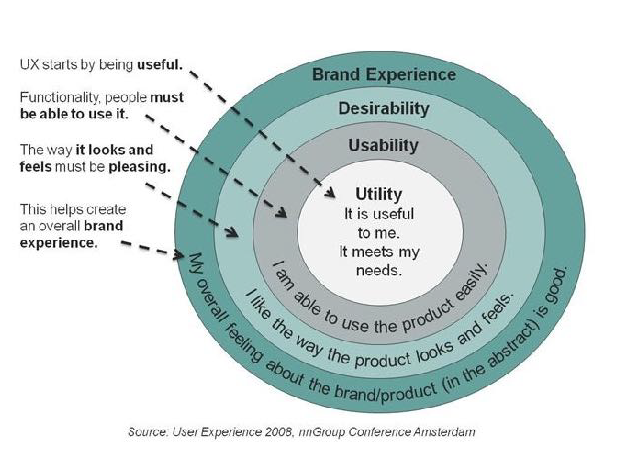 UX starts by being useful.
Functionality, people must
be able to use it.
The way it looks and
feels must be pleasing.
This helps create
an overall brand
experience.
Brand Experience
Desirability
Usability
Utility
It is useful
to me.
It meets my
needs.
I am able to use the product easily.
I like the way the product looks and feels.
My overall feeling about the brand/product (in the abstract) is good.
Source: User Experience 2008, nnGroup Conference Amsterdam